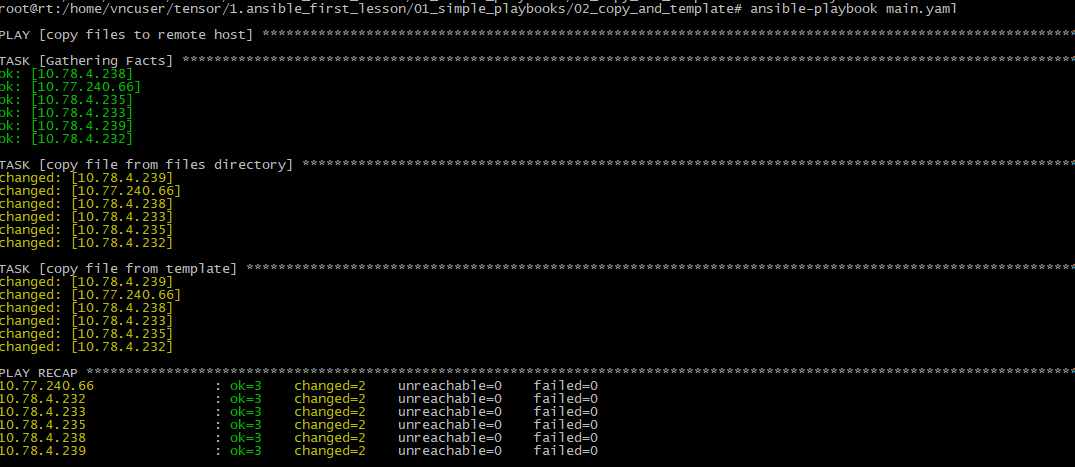 root@rt:/home/vncuser/tensor/1.ansible_first_lesson/01_simple_playbooks/02_copy_and_template# ansible-playbook main.yaml
PLAY [copy files to remote host] ******************************************************************************************************
TASK [Gathering Facts] ****************************************************************************************************************
ok: [10.78.4.238]
ok: [10.77.240.66]
ok: [10.78.4.235]
ok: [10.78.4.233]
ok: [10.78.4.239]
ok: [10.78.4.232]
TASK [copy file from files directory] *************************************************************************************************
changed: [10.78.4.239]
changed: [10.77.240.66]
changed: [10.78.4.238]
changed: [10.78.4.233]
changed: [10.78.4.235]
changed: [10.78.4.232]
TASK [copy file from template] ********************************************************************************************************
changed: [10.78.4.239]
changed: [10.77.240.66]
changed: [10.78.4.238]
changed: [10.78.4.233]
changed: [10.78.4.235]
changed: [10.78.4.232]
PLAY RECAP ****************************************************************************************************************************
10.77.240.66               : ok=3    changed=2    unreachable=0    failed=0
10.78.4.232                : ok=3    changed=2    unreachable=0    failed=0
10.78.4.233                : ok=3    changed=2    unreachable=0    failed=0
10.78.4.235                : ok=3    changed=2    unreachable=0    failed=0
10.78.4.238                : ok=3    changed=2    unreachable=0    failed=0
10.78.4.239                : ok=3    changed=2    unreachable=0    failed=0